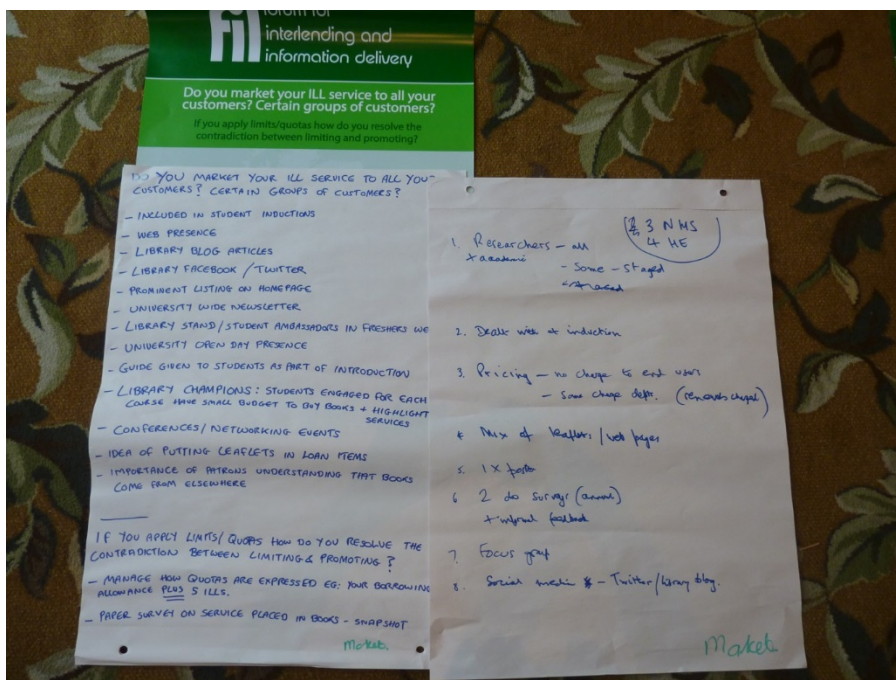 fil
forum for
interlending and
information delivery
Do you market your ILL service to all your
customers? Certain groups of customers?
If you apply limits/quotas how do you resolve the
contradiction between limiting and promoting?
DO YOU MARKET YOUR ILL SERVICE TO ALL YOU
CUSTOMERS? CERTAIN GROUPS OF CUSTOMERS?
- INCLUDED IN STUDENT INDUCTIONS
- WEB PRESENCE
- LIBRARY BLOG ARTICLES
- LIBRARY FACEBOOK / TWITTER
- PROMINENT LISTING ON HOMEPAGE
- UNIVERSITY WIDE NEWSLETTER
- LIBRARY STAND/STUDENT AMBASSADORS IN FRESHERS WE
- UNIVERSITY OPEN DAY PRESENCE
- GUIDE GIVEN TO STUDENTS AS PART OF INTRODUCTION
- LIBRARY CHAMPIONS: STUDENTS ENGAGED FOR EACH
COURSE HAVE SMALL BUDGET TO BUY BOOKS + HIGHLIGHT
SERVICES
- CONFERENCES/NETWORKING EVENTS
- IDEA OF PUTTING LEAFLETS IN LOAN ITEMS
- IMPORTANCE OF PATRONS UNDERSTANDING THAT BOOKS
COME FROM ELSEWHERE
IF YOU APPLY LIMITS/QUOTAS HOW DO YOU RESOLVE THE
CONTRADICTION BETWEEN LIMITING & PROMOTING?
- MANAGE HOW QUOTAS ARE EXPRESSED EG: YOUR BORROWING
ALLOWANCE PLUS 5 ILLS.
- PAPER SURVEY ON SERVICE PLACED IN BOOKS - SNAPSHOT
Market.
3 NHS
4 HE
1. Researchers - all
+ academic
- Some - staged
2. Dealt with at induction
3. Pricing - no charge to end users
- Some charge depts. (removes chapel)
4 Mix of leaflets / web pages
5. 1 X
6 2 do surveys (annual)
+ informal feedback
7. Focus group
8. Social media - Twitter/library blog.
Market.